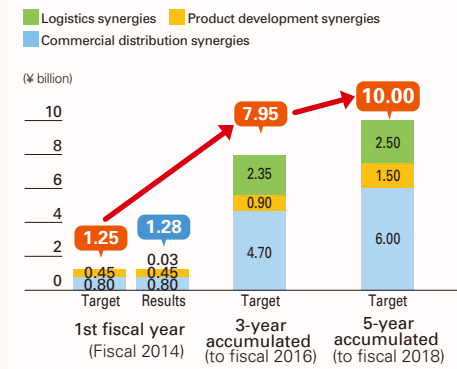 Logistics synergies Product development synergies
Commercial distribution synergies
(¥ billion)
10
8
6
4
2
0
1.25
0.45
0.80
1.28
0.03
0.45
0.80
7.95
2.35
0.90
4.70
10.00
2.50
1.50
6.00
Target Results Target Target
1st fiscal year
(Fiscal 2014)
3-year
accumulated
(to fiscal 2016)
5-year
accumulated
(to fiscal 2018)